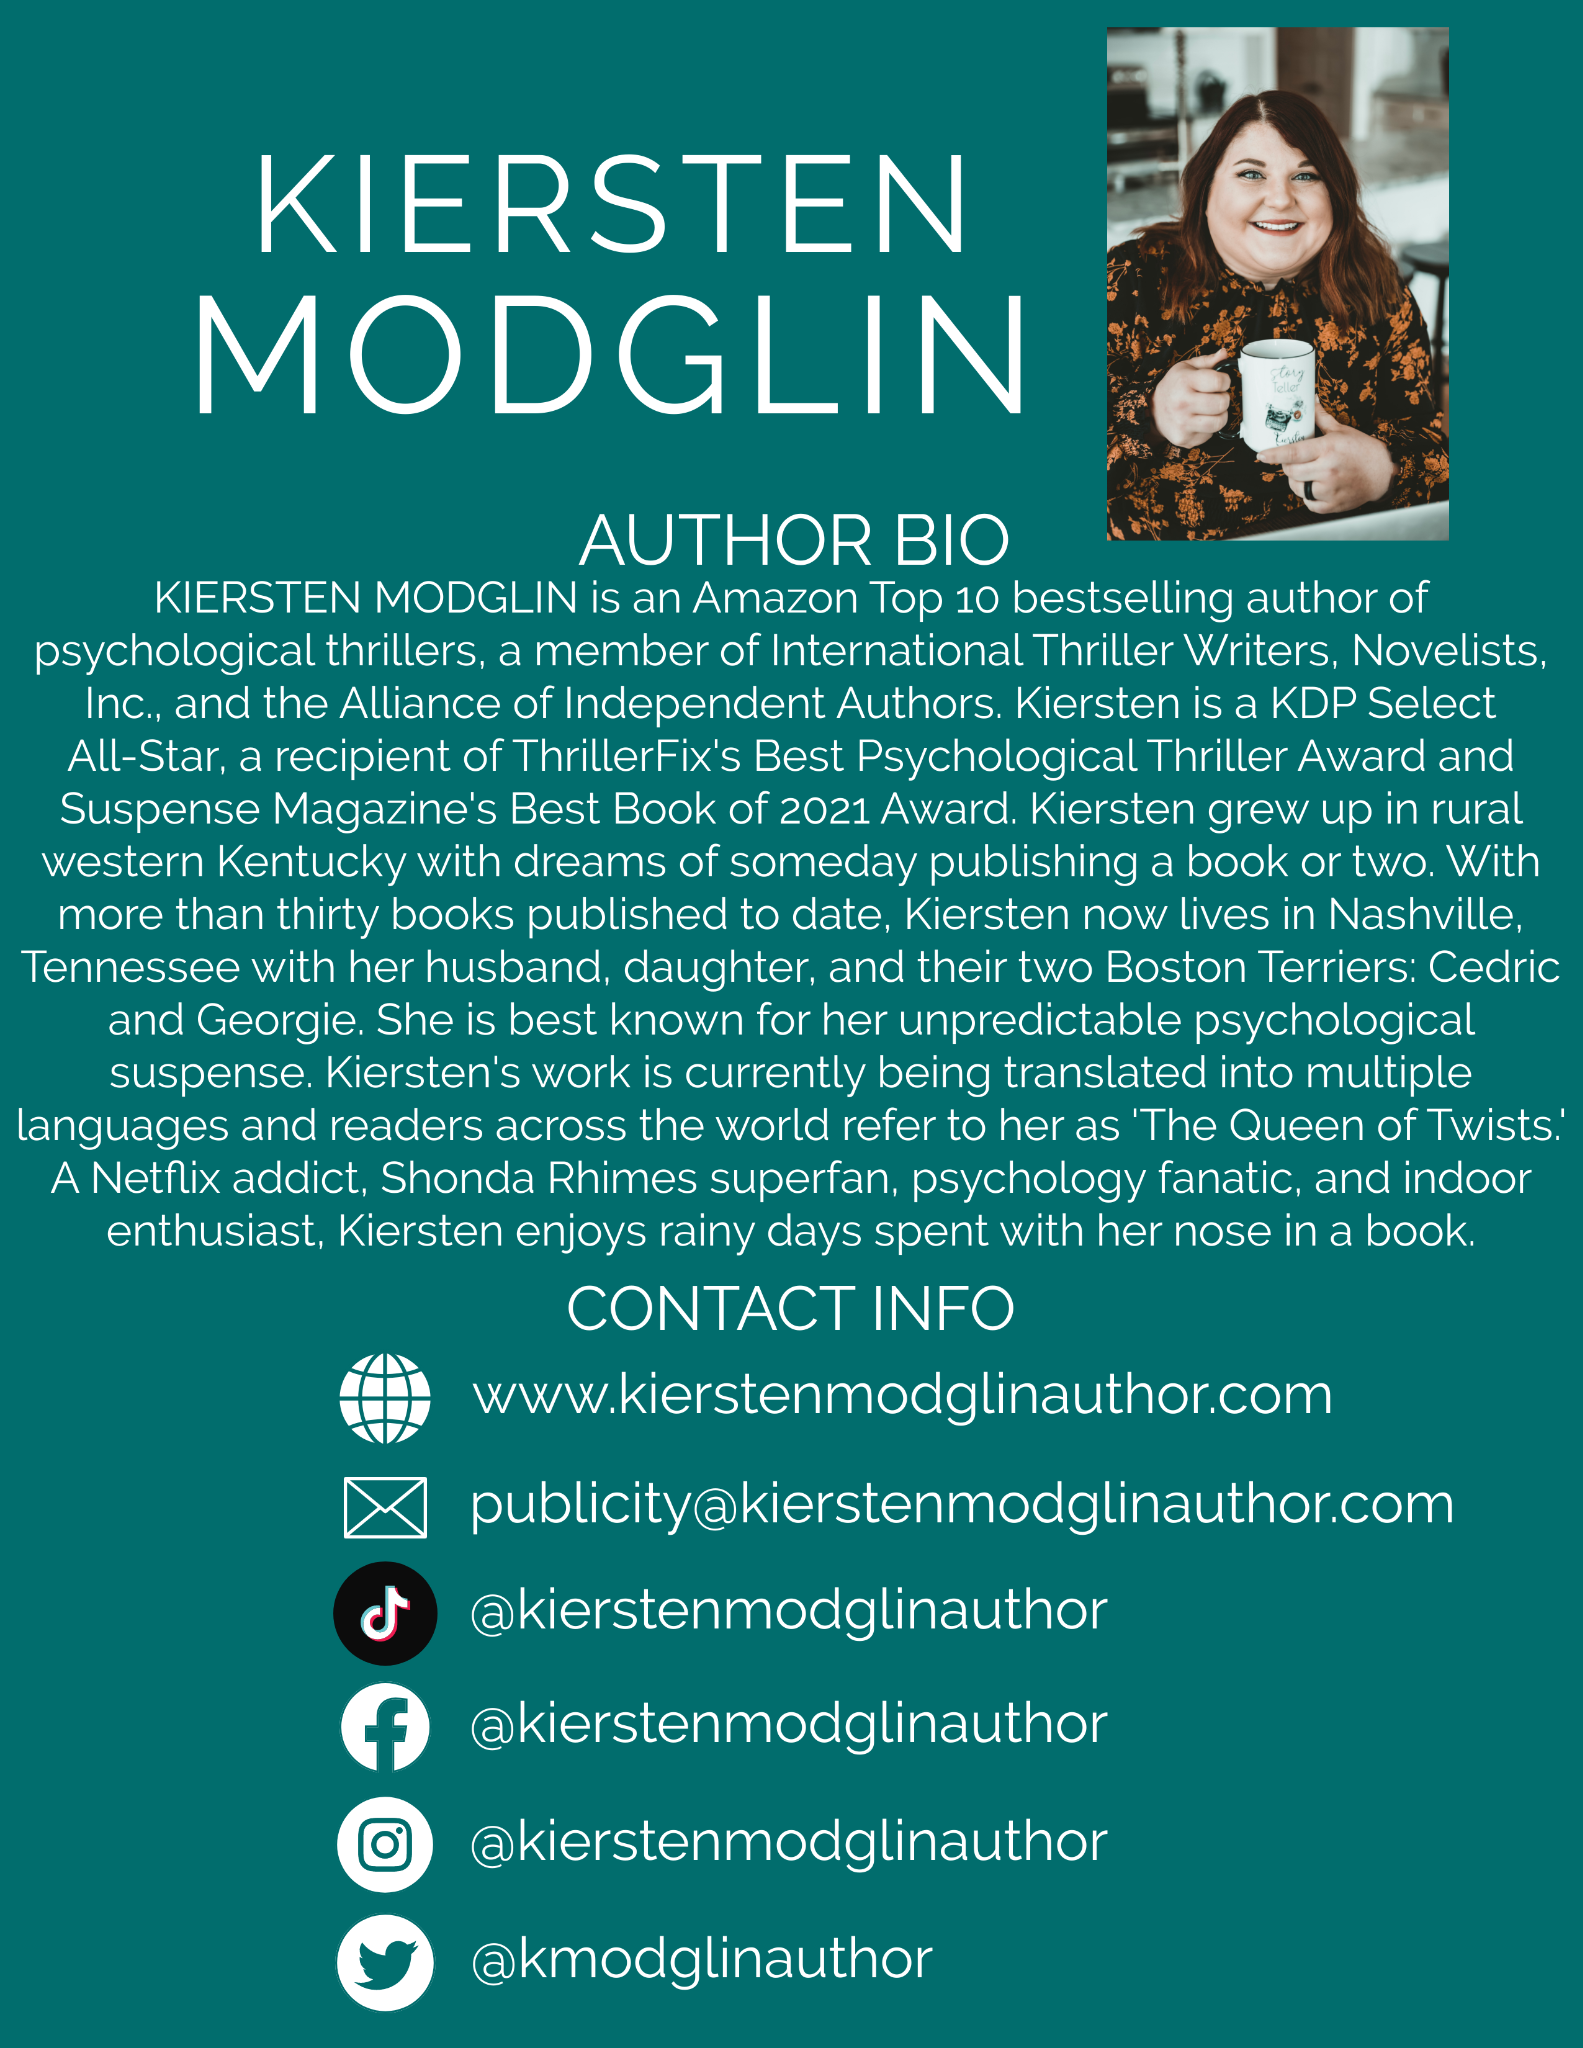 KIERSTEN
MODGLIN
Story
Teller
Kiersten
AUTHOR BIO
KIERSTEN MODGLIN is an Amazon Top 10 bestselling author of
psychological thrillers, a member of International Thriller Writers, Novelists,
Inc., and the Alliance of Independent Authors. Kiersten is a KDP Select
All-Star, a recipient of ThrillerFix's Best Psychological Thriller Award and
Suspense Magazine's Best Book of 2021 Award. Kiersten grew up in rural
western Kentucky with dreams of someday publishing a book or two. With
more than thirty books published to date, Kiersten now lives in Nashville,
Tennessee with her husband, daughter, and their two Boston Terriers: Cedric
and Georgie. She is best known for her unpredictable psychological
suspense. Kiersten's work is currently being translated into multiple
languages and readers across the world refer to her as 'The Queen of Twists.'
A Netflix addict, Shonda Rhimes superfan, psychology fanatic, and indoor
enthusiast, Kiersten enjoys rainy days spent with her nose in a book.
CONTACT INFO
www.kierstenmodglinauthor.com
publicity@kierstenmodglinauthor.com
@kierstenmodglinauthor
@kierstenmodglinauthor
@kierstenmodglinauthor
@kmodglinauthor